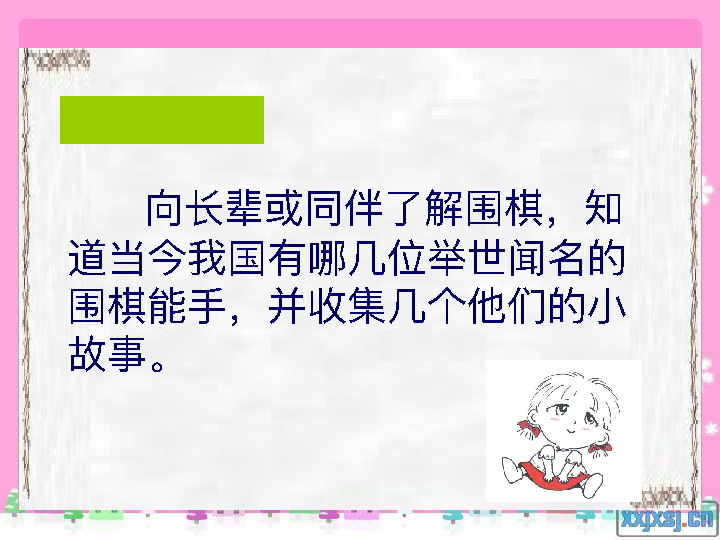 向长辈或同伴了解围棋，知
道当今我国有哪几位举世闻名的
围棋能手，并收集几个他们的小
故事。
xxjxsj.cn